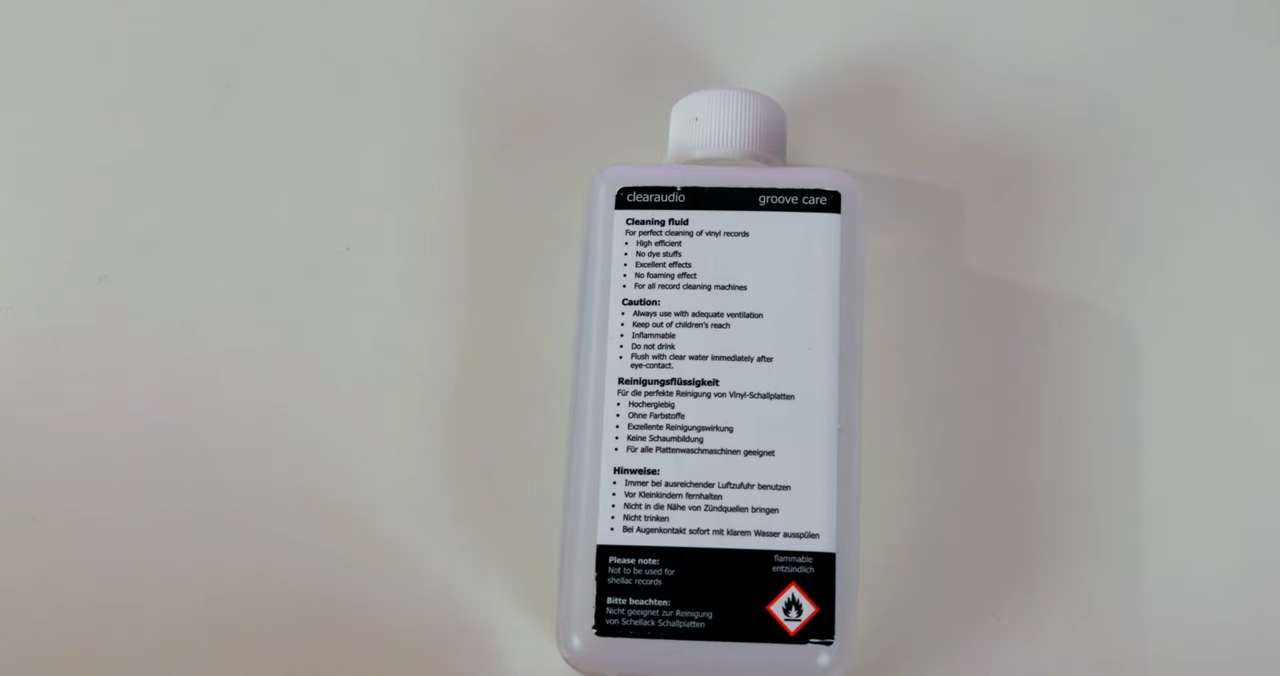 clearaudio groove care
Cleaning fluid
For perfect cleaning of vinyl records
• High efficient
• No dye stuffs
• Excellent effects
• No foaming effect
• For all record cleaning machines
Caution:
• Always use with adequate ventilation
• Keep out of children's reach
• Inflammable
• Do not drink
• Flush with clear water immediately after
eye-contact.
Reinigungsflüssigkeit
Für die perfekte Reinigung von Vinyl-Schallplatten
• Hochergiebig
• Ohne Farbstoffe
• Exzellente Reinigungswirkung
• Keine Schaumbildung
• Für alle Plattenwaschmaschinen geeignet
Hinweise:
• Immer bei ausreichender Luftzufuhr benutzen
• Vor Kleinkindern fernhalten
• Nicht in die Nähe von Zündquellen bringen
• Nicht trinken
• Bei Augenkontakt sofort mit klarem Wasser ausspülen
Please note:
Not to be used for
shellac records
Bitte beachten:
Nicht geeignet zur Reinigung
von Schellack Schallplatten
flammable
entzündlich